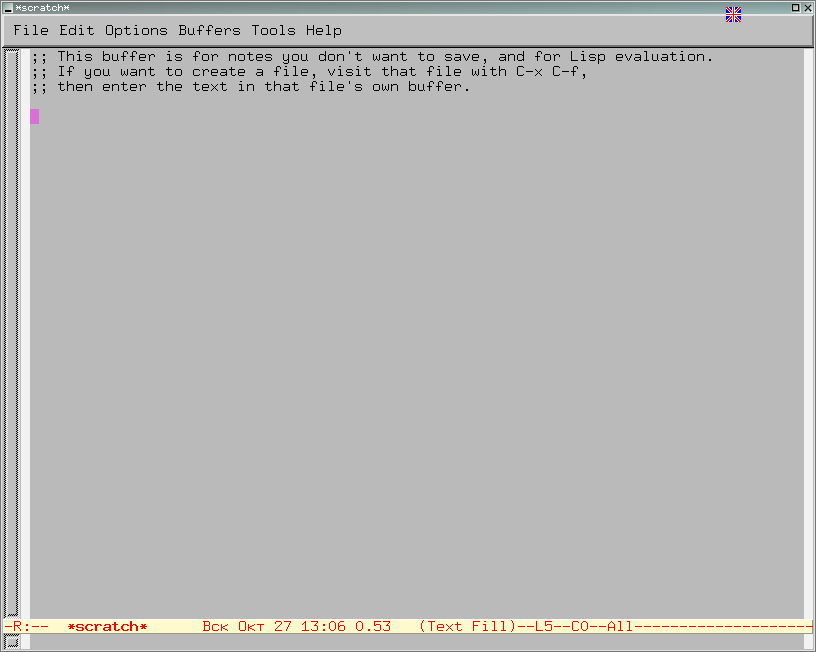 *scratch*
File Edit Options Buffers Tools Help
;; This buffer is for notes you don't want to save, and for Lisp evaluation.
;; If you want to create a file, visit that file with C-x C-f,
;; then enter the text in that file's own buffer.
-R:--  *scratch*      Вск Окт 27 13:06 0.53   (Text Fill)--L5--C0--All--------------------